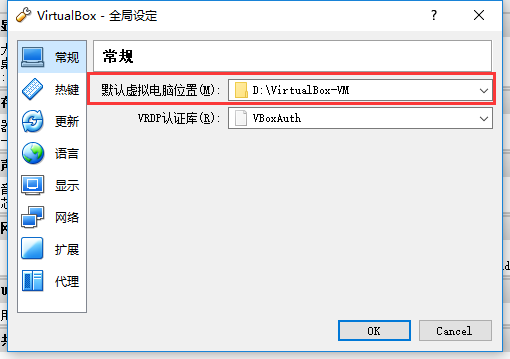 VirtualBox - 全局设定
常规
热键
更新
语言
显示
网络
扩展
代理
常规
默认虚拟电脑位置(M): D:\VirtualBox-VM
VRDP认证库(R): VBoxAuth
OK Cancel